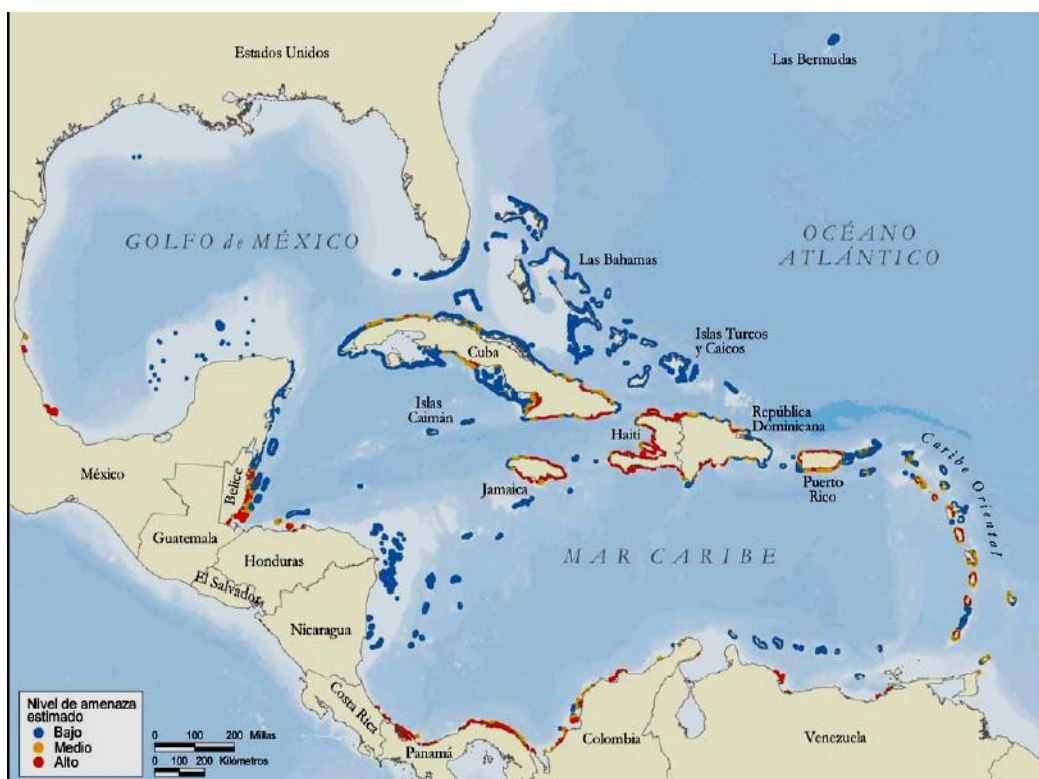 Estados Unidos
Las Bermudas
GOLFO de MÉXICO
OCÉANO
ATLÁNTICO
Las Bahamas
Islas Turcos
y Caicos
Cuba
Islas
Caimán
República
Dominicana
Haití
Caribe Oriental
México
Belice
Jamaica
Puerto
Rico
Guatemala
Honduras
MAR CARIBE
El Salvador
Nicaragua
Costa Rica
Panamá
Colombia
Venezuela
Nivel de amenaza
estimado
Bajo
Medio
Alto
0 100 200 Millas
0 100 200 Kilómetros